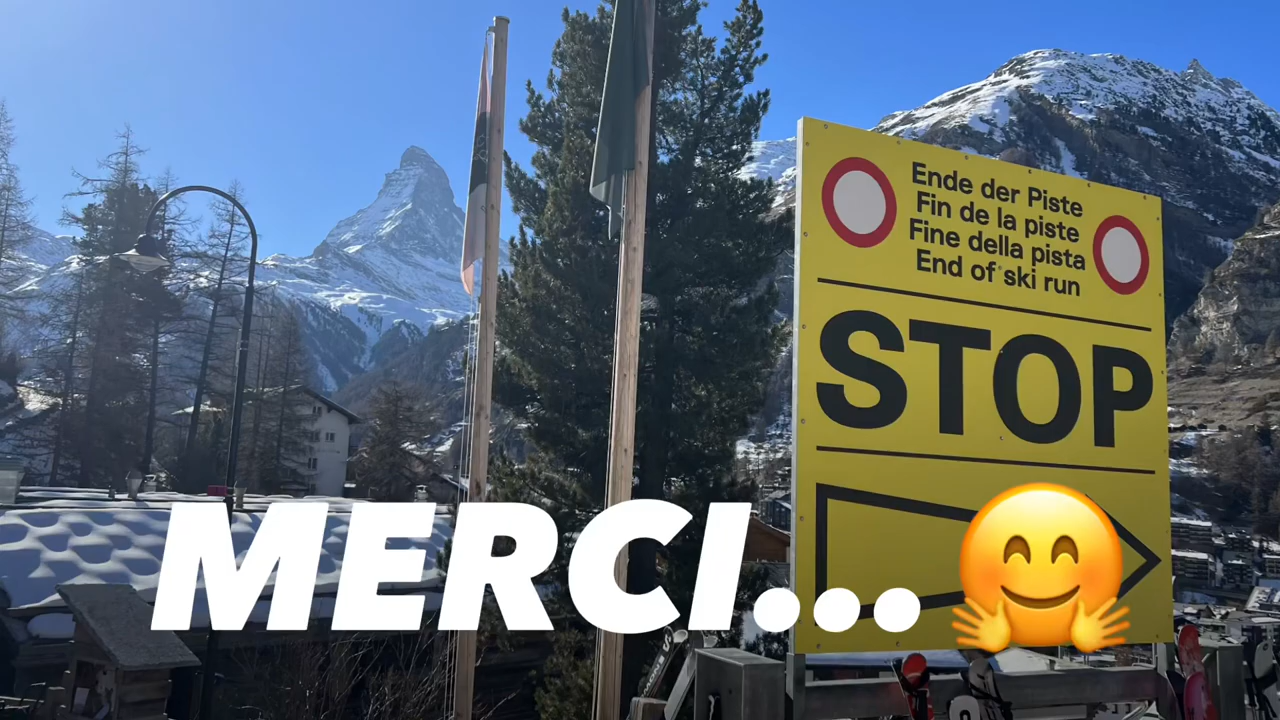 Ende der Piste
Fin de la piste
Fine della pista
End of ski run
STOP
MERCI... 🤗